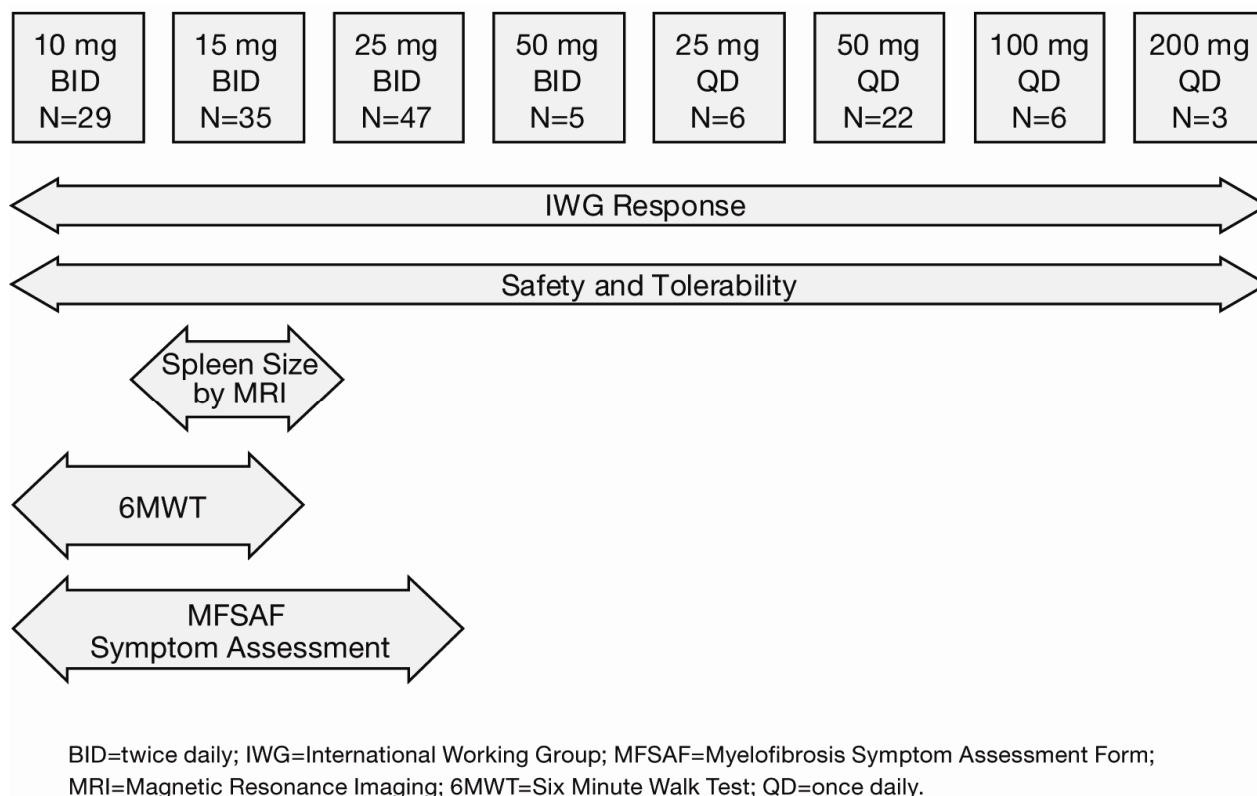 10 mg
BID
N=29
15 mg
BID
N=35
25 mg
BID
N=47
50 mg
BID
N=5
25 mg
QD
N=6
50 mg
QD
N=22
100 mg
QD
N=6
200 mg
QD
N=3
IWG Response
Safety and Tolerability
Spleen Size
by MRI
6MWT
MFSAF
Symptom Assessment
BID=twice daily; IWG=International Working Group; MFSAF=Myelofibrosis Symptom Assessment Form;
MRI=Magnetic Resonance Imaging; 6MWT=Six Minute Walk Test; QD=once daily.